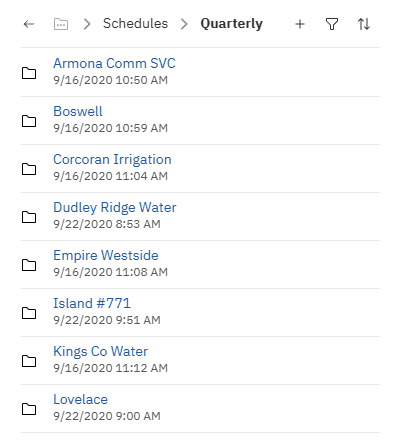 Schedules Quarterly
Armona Comm SVC
9/16/2020 10:50 AM
Boswell
9/16/2020 10:59 AM
Corcoran Irrigation
9/16/2020 11:04 AM
Dudley Ridge Water
9/22/2020 8:53 AM
Empire Westside
9/16/2020 11:08 AM
Island #771
9/22/2020 9:51 AM
Kings Co Water
9/16/2020 11:12 AM
Lovelace
9/22/2020 9:00 AM